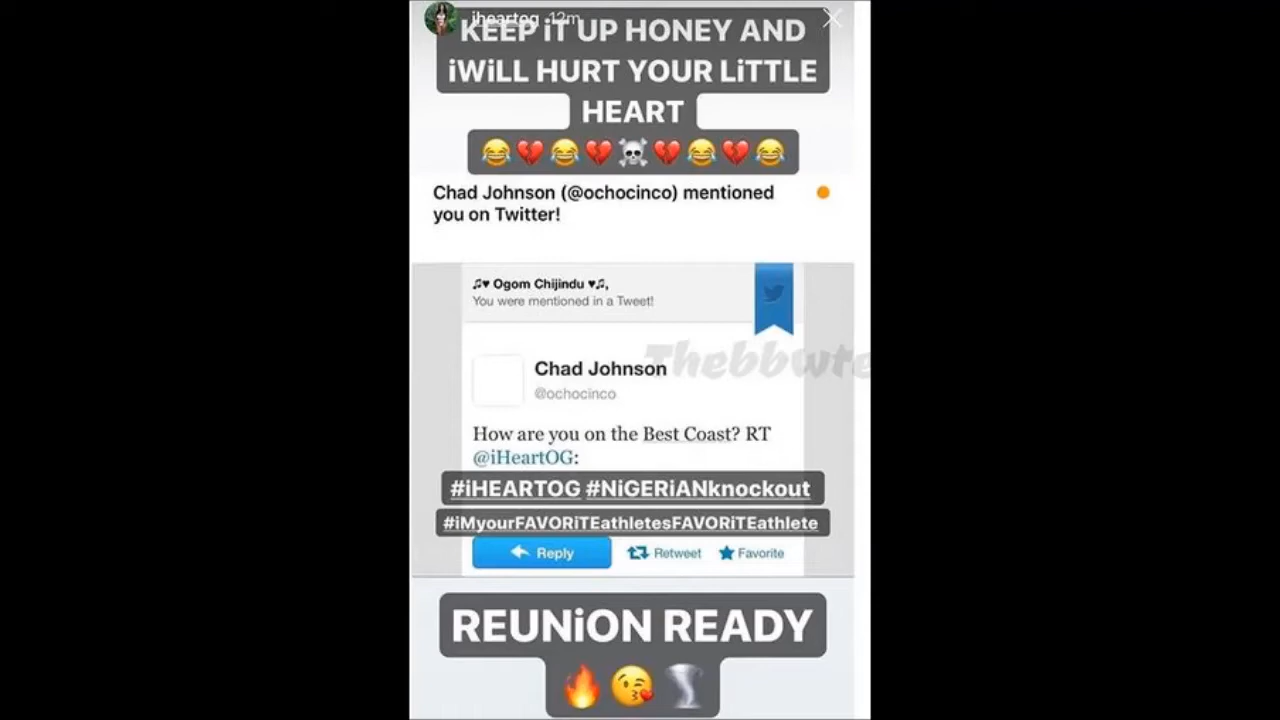 iheartog 12m
KEEP iT UP HONEY AND
iWiLL HURT YOUR LiTTLE
HEART
😂💔😂💔☠️💔😂💔😂
Chad Johnson (@ochocinco) mentioned
you on Twitter!
♫♥ Ogom Chijindu ♥♫,
You were mentioned in a Tweet!
Thebbwte
Chad Johnson
@ochocinco
How are you on the Best Coast? RT
@iHeartOG:
#iHEARTOG #NiGERiANknockout
#iMyourFAVORiTEathletesFAVORiTEathlete
Reply Retweet Favorite
REUNiON READY
🔥😘🌪️